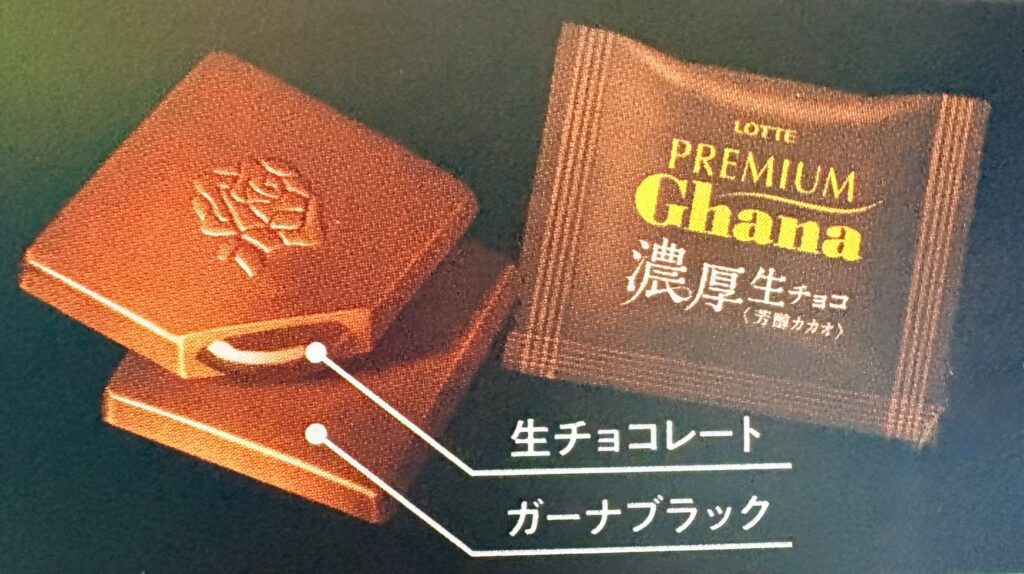 LOTTE
PREMIUM
Ghana
濃厚生チョコ
〈芳醇カカオ〉
生チョコレート
ガーナブラック